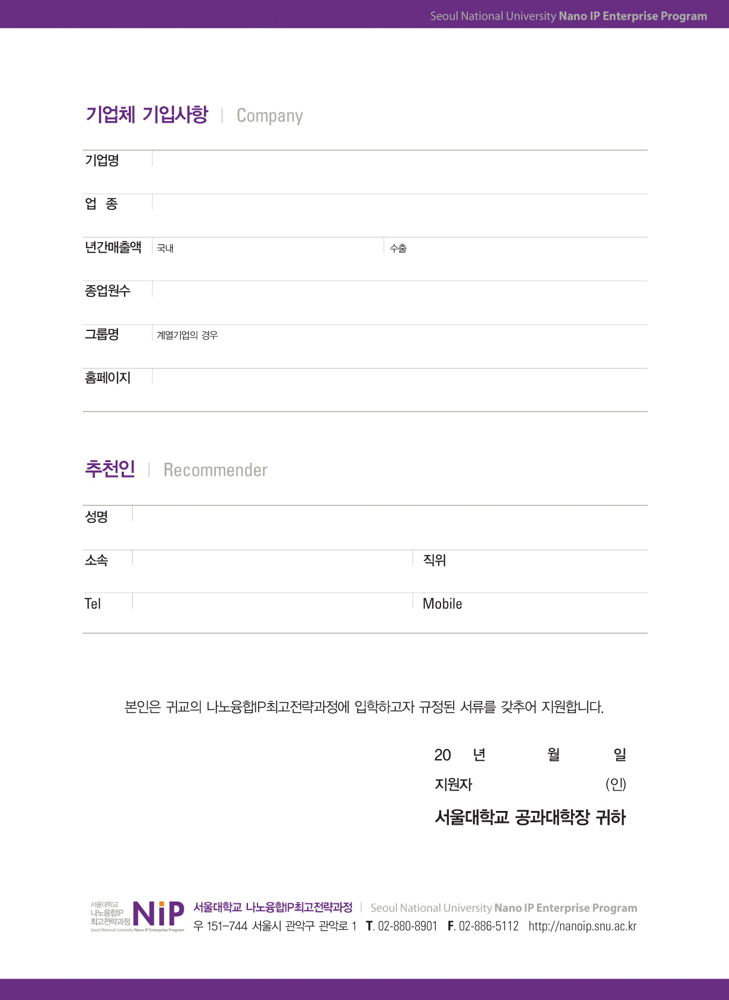 Seoul National University Nano IP Enterprise Program
기업체 기입사항 | Company
기업명
업 종
년간매출액 국내 수출
종업원수
그룹명 계열기업의 경우
홈페이지
추천인 | Recommender
성명
소속 직위
Tel Mobile
본인은 귀교의 나노융합IP최고전략과정에 입학하고자 규정된 서류를 갖추어 지원합니다.
20 년 월 일
지원자 (인)
서울대학교 공과대학장 귀하
서울대학교
나노융합IP
최고전략과정
NiP
Seoul National University Nano IP Enterprise Program
서울대학교 나노융합IP최고전략과정 | Seoul National University Nano IP Enterprise Program
우 151-744 서울시 관악구 관악로 1 T. 02-880-8901 F. 02-886-5112 http://nanoip.snu.ac.kr